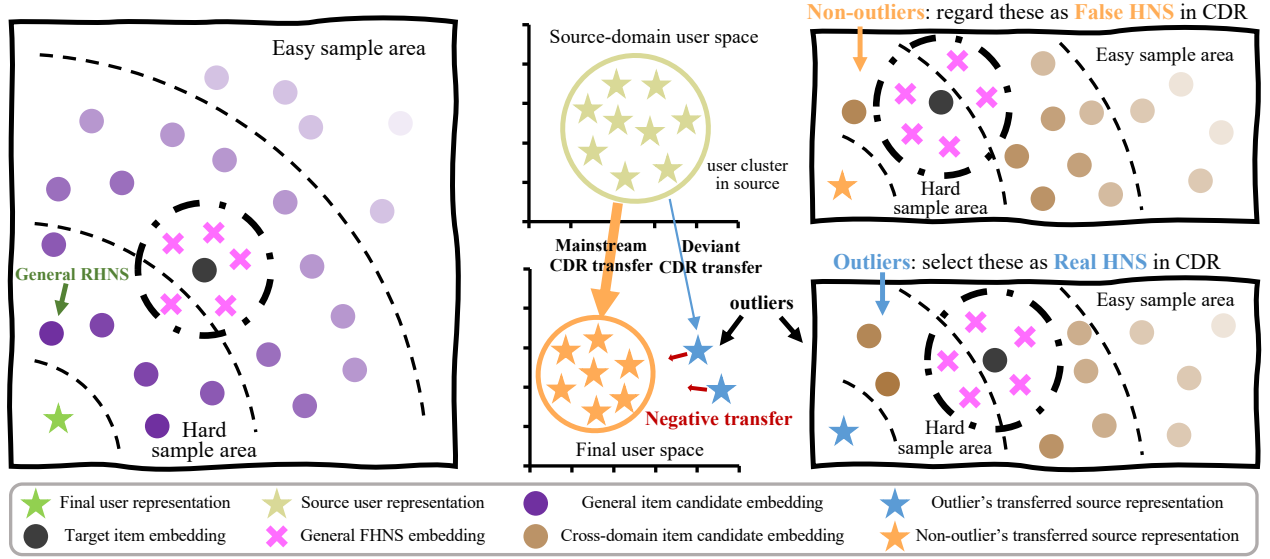 Easy sample area
General RHNS
Hard
sample area
Source-domain user space
user cluster
in source
Mainstream
CDR transfer
Deviant
CDR transfer
outliers
Negative transfer
Final user space
Non-outliers: regard these as False HNS in CDR
Easy sample area
Hard
sample area
Outliers: select these as Real HNS in CDR
Easy sample area
Hard
sample area
Final user representation
Source user representation
General item candidate embedding
Outlier's transferred source representation
Target item embedding
General FHNS embedding
Cross-domain item candidate embedding
Non-outlier's transferred source representation